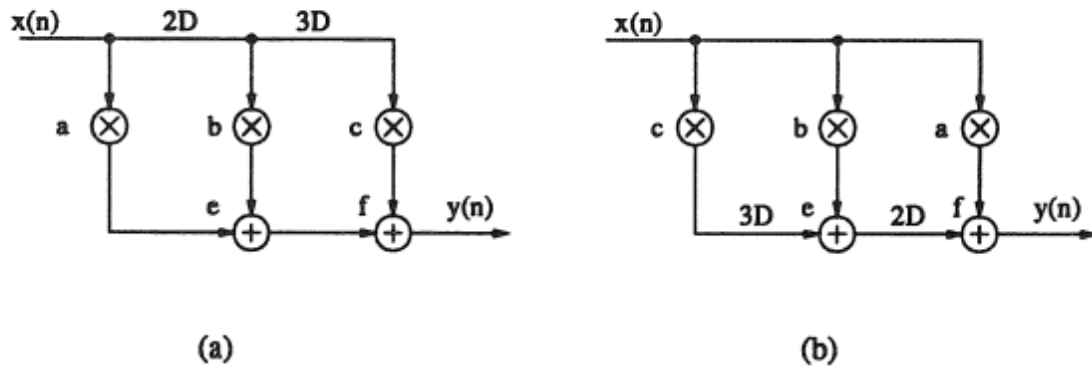 x(n) 2D 3D
a b c
e f y(n)
(a)
x(n)
c b a
3D e 2D f y(n)
(b)